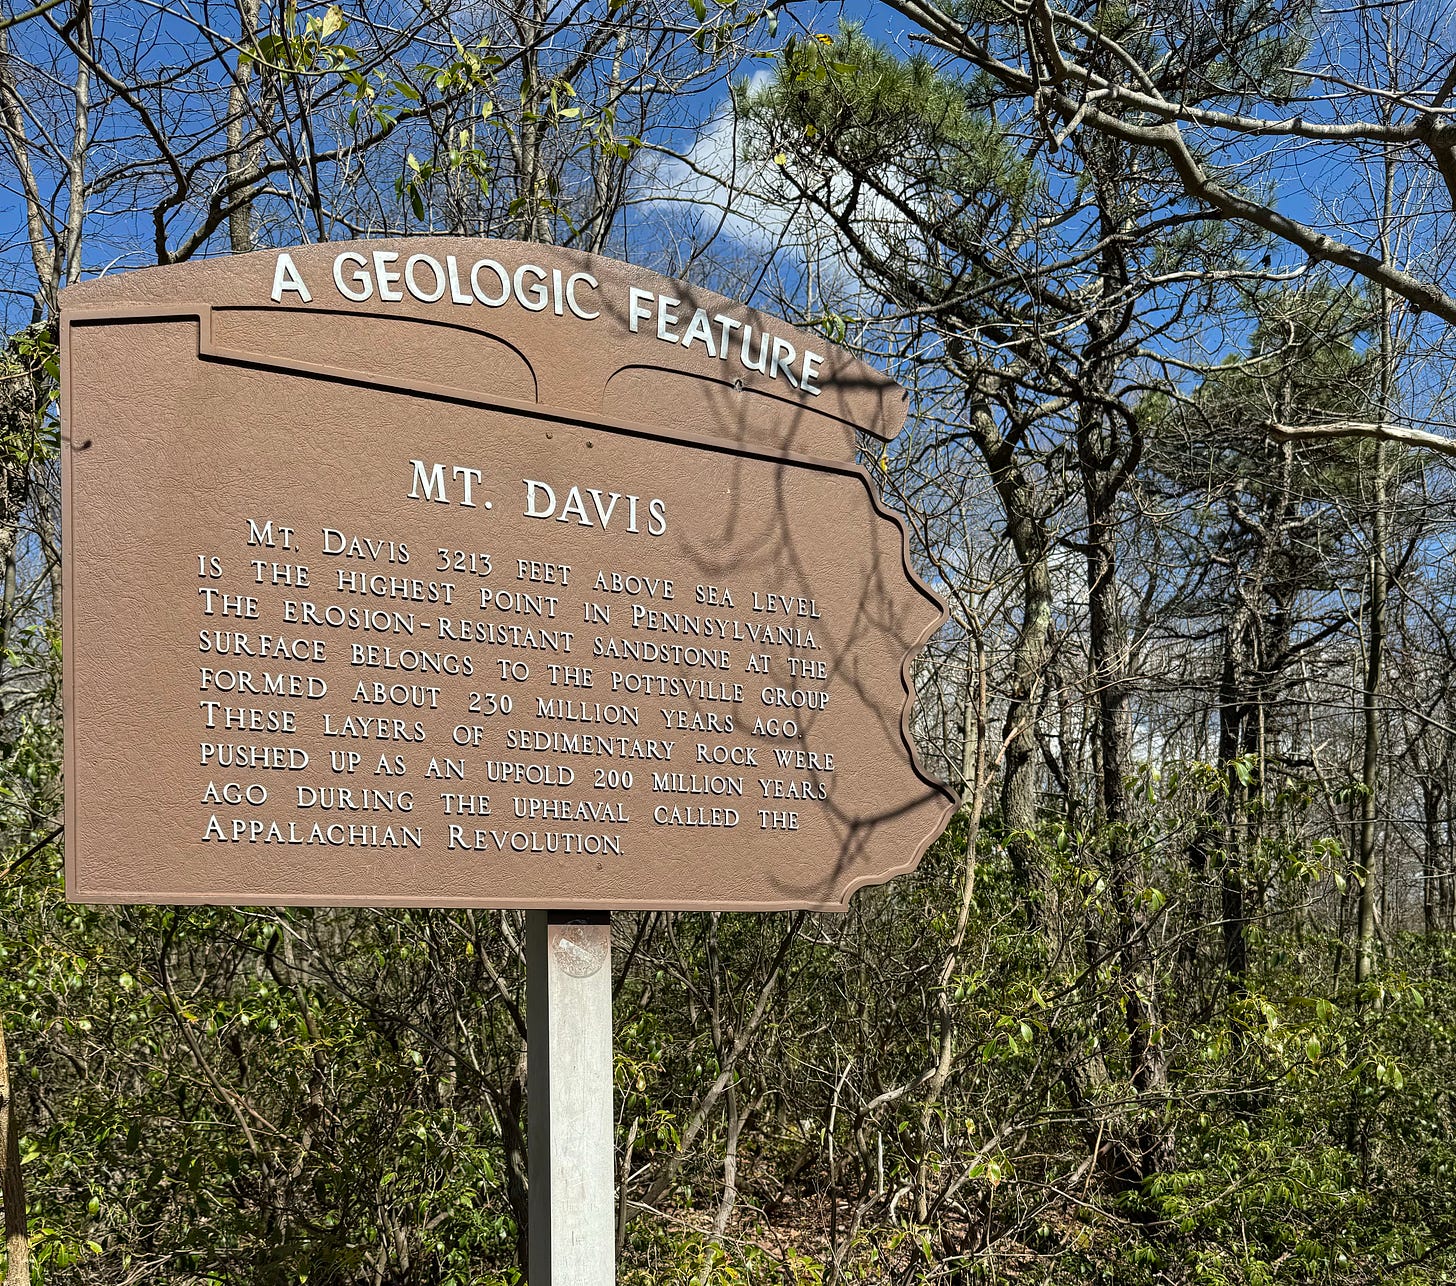 A GEOLOGIC FEATURE
MT. DAVIS
MT. DAVIS 3213 FEET ABOVE SEA LEVEL
IS THE HIGHEST POINT IN PENNSYLVANIA.
THE EROSION-RESISTANT SANDSTONE AT THE
SURFACE BELONGS TO THE POTTSVILLE GROUP
FORMED ABOUT 230 MILLION YEARS AGO.
THESE LAYERS OF SEDIMENTARY ROCK WERE
PUSHED UP AS AN UPFOLD 200 MILLION YEARS
AGO DURING THE UPHEAVAL CALLED THE
APPALACHIAN REVOLUTION.